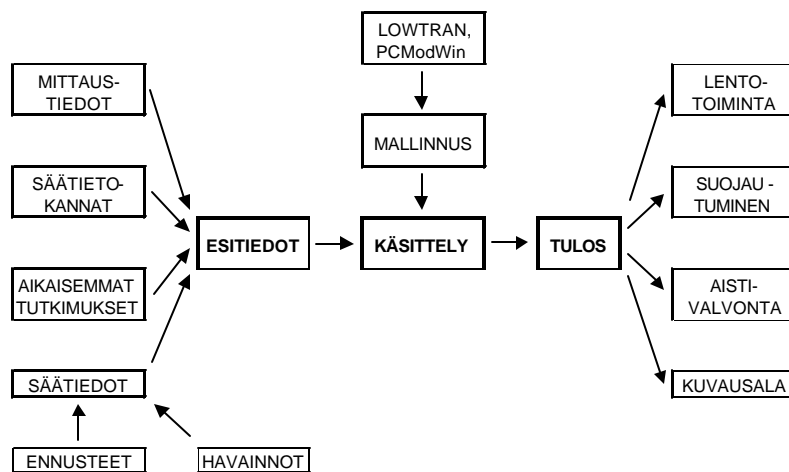 LOWTRAN,
PCModWin
MITTAUS-
TIEDOT
LENTO-
TOIMINTA
MALLINNUS
SÄÄTIETO-
KANNAT
SUOJAU -
TUMINEN
ESITIEDOT
KÄSITTELY
TULOS
AIKAISEMMAT
TUTKIMUKSET
AISTI-
VALVONTA
SÄÄTIEDOT
KUVAUSALA
ENNUSTEET
HAVAINNOT